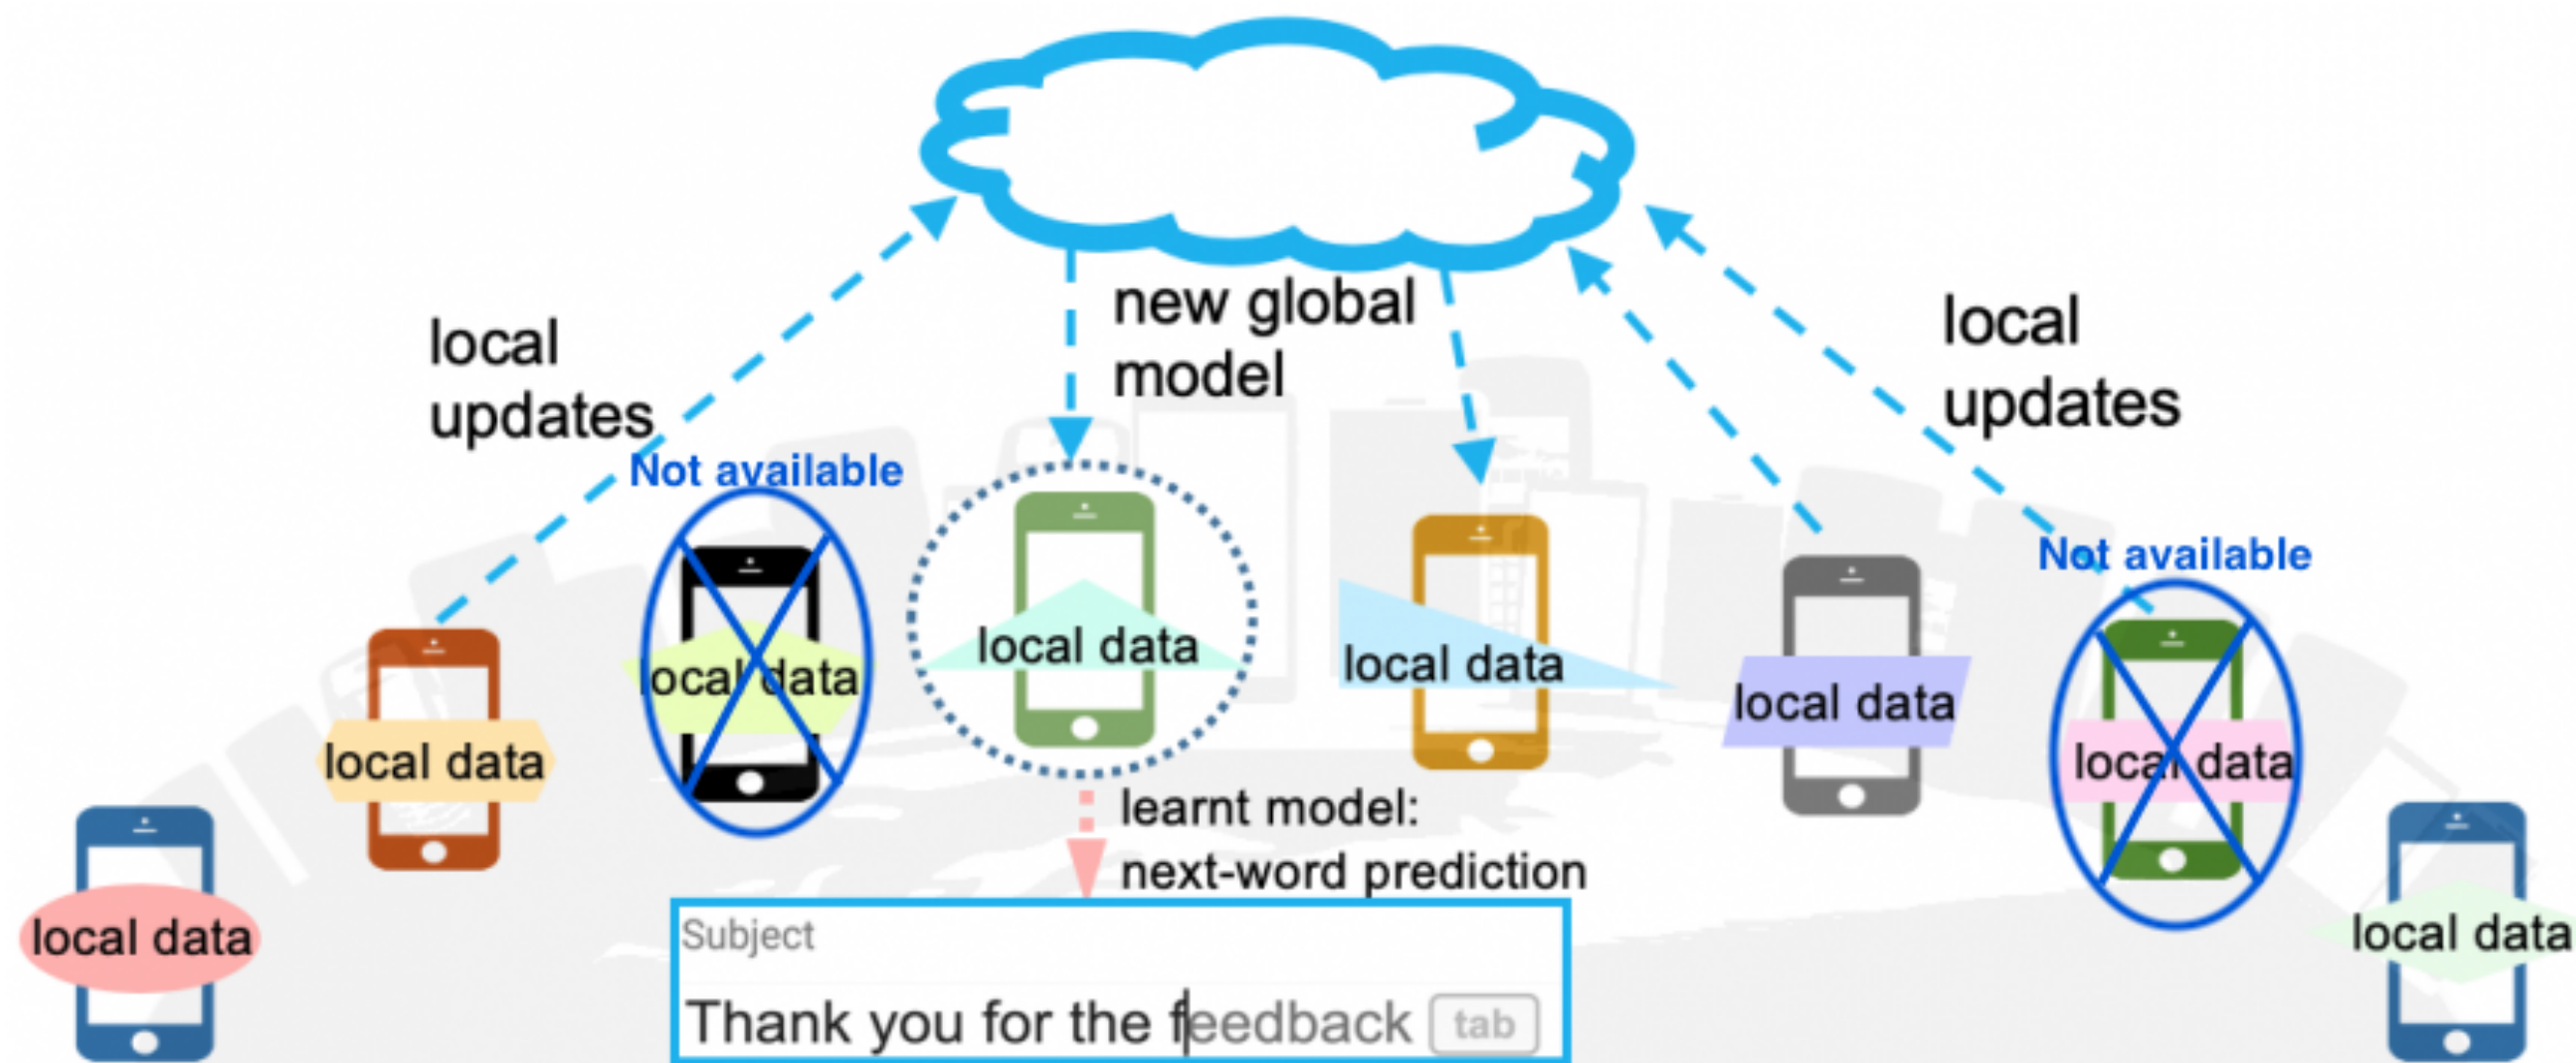 new global
model
local
updates
local
updates
Not available
Not available
local data
local data
local data
local data
local data
local data
local data
local data
learnt model:
next-word prediction
Subject
Thank you for the feedback tab